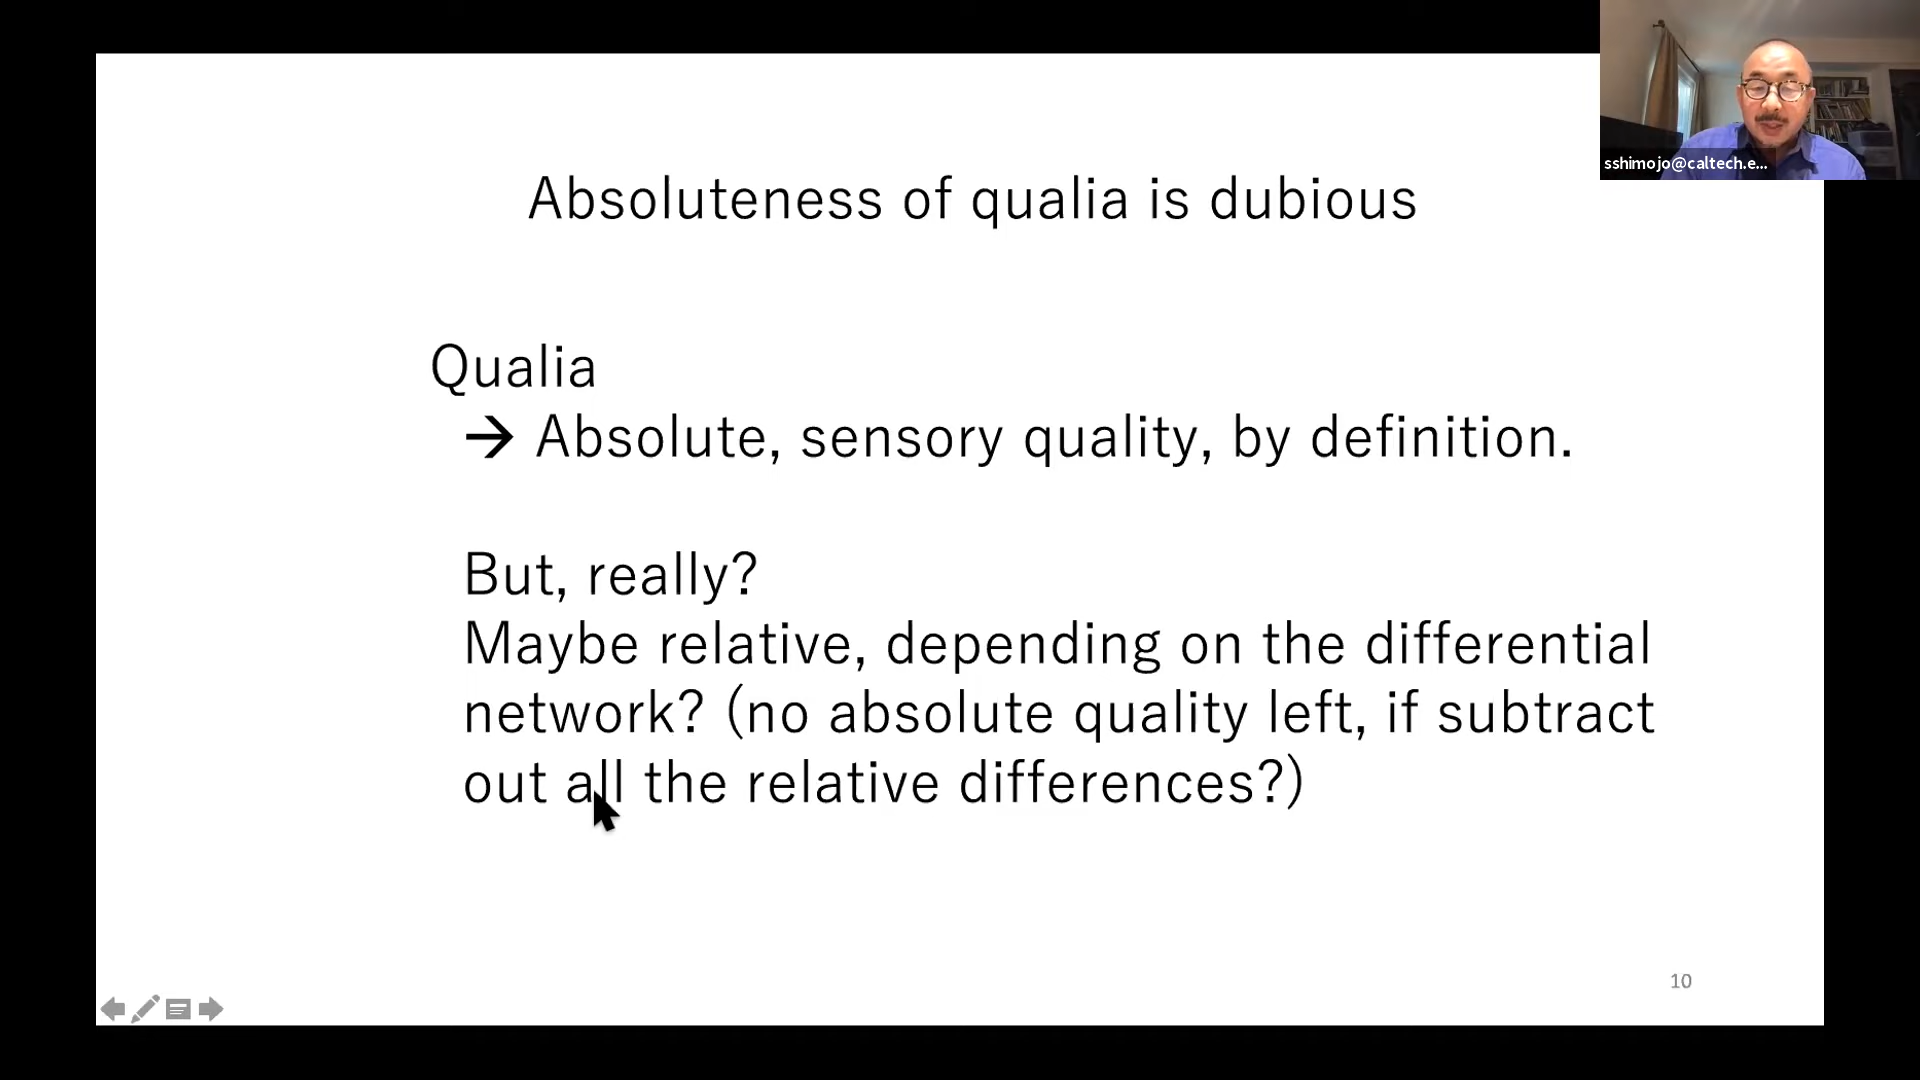 sshimojo@caltech.e...
Absoluteness of qualia is dubious
Qualia
→ Absolute, sensory quality, by definition.
But, really?
Maybe relative, depending on the differential
network? (no absolute quality left, if subtract
out all the relative differences?)
10